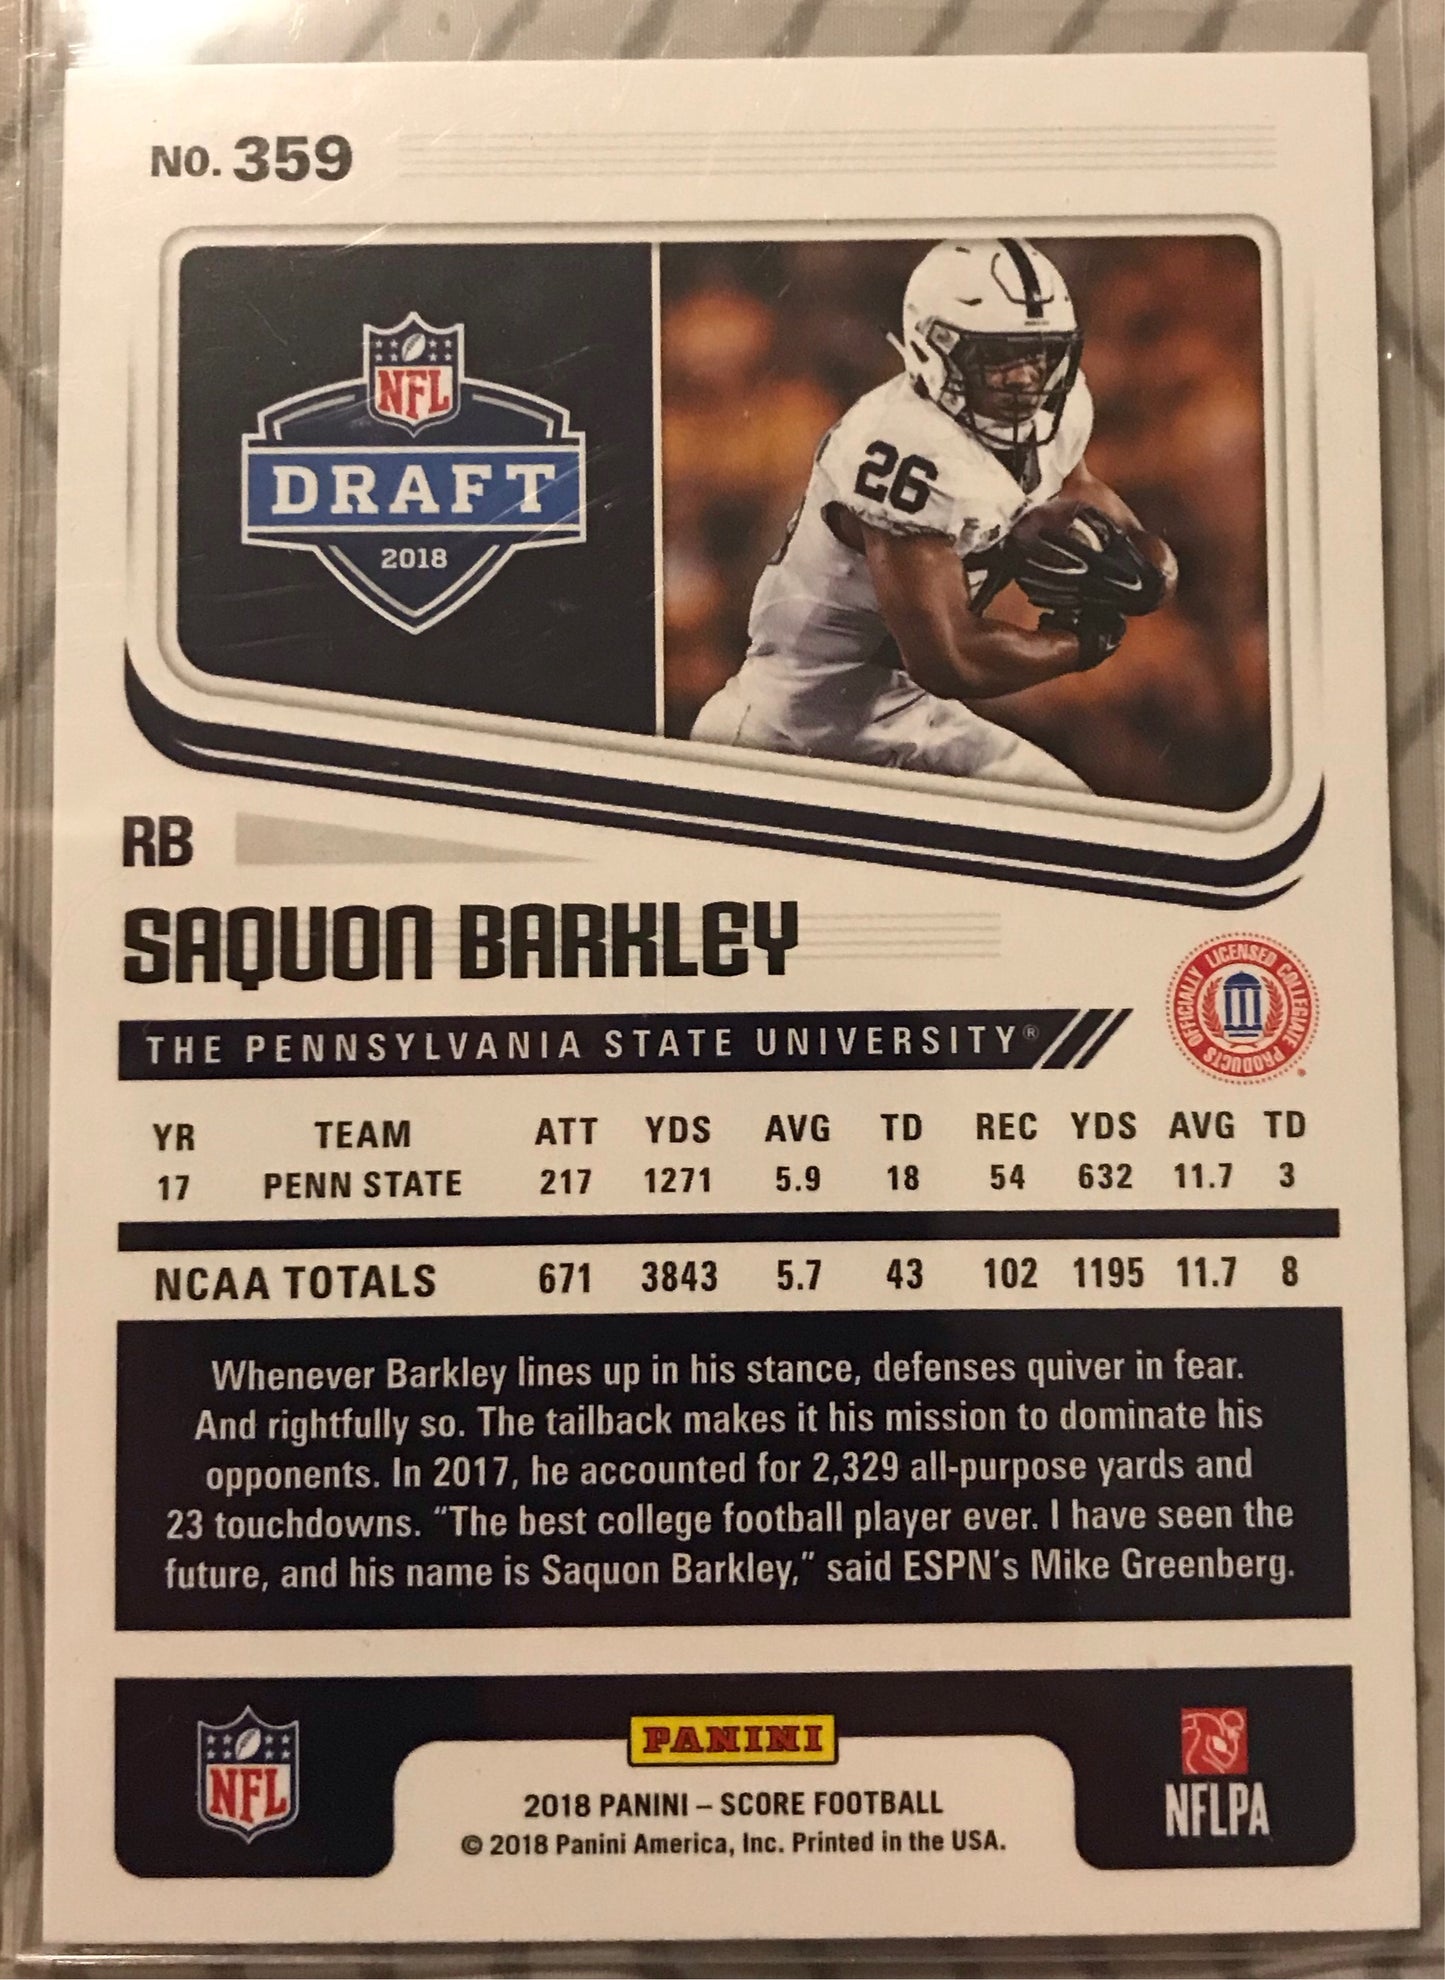 NO. 359
NFL
DRAFT
2018
26
RB
SAQUON BARKLEY
THE PENNSYLVANIA STATE UNIVERSITY®
OFFICIALLY LICENSED COLLEGIATE PRODUCTS
YR TEAM ATT YDS AVG TD REC YDS AVG TD
17 PENN STATE 217 1271 5.9 18 54 632 11.7 3
NCAA TOTALS 671 3843 5.7 43 102 1195 11.7 8
Whenever Barkley lines up in his stance, defenses quiver in fear.
And rightfully so. The tailback makes it his mission to dominate his
opponents. In 2017, he accounted for 2,329 all-purpose yards and
23 touchdowns. “The best college football player ever. I have seen the
future, and his name is Saquon Barkley,” said ESPN's Mike Greenberg.
NFL
PANINI
NFLPA
2018 PANINI – SCORE FOOTBALL
© 2018 Panini America, Inc. Printed in the USA.